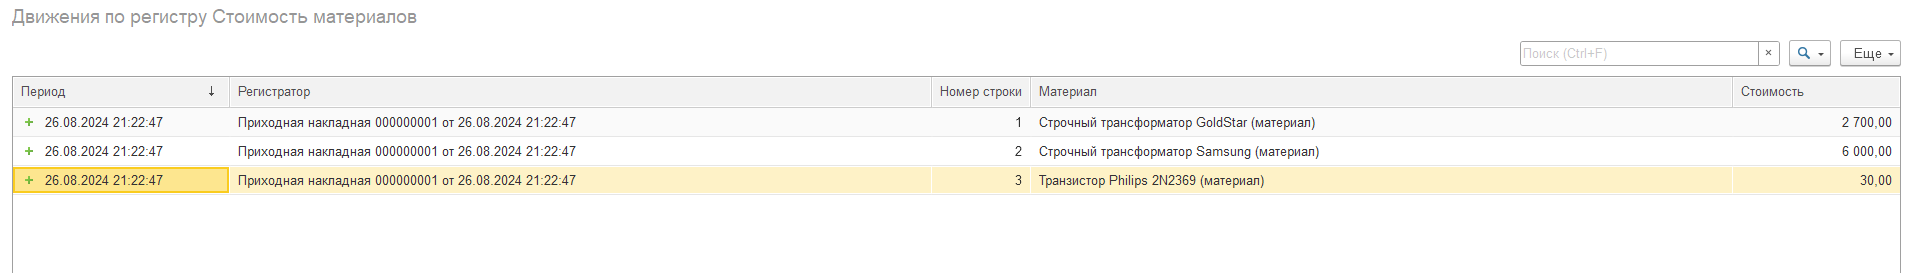 Движения по регистру Стоимость материалов
Поиск (Ctrl+F) × Еще
Период ↓ Регистратор Номер строки Материал Стоимость
26.08.2024 21:22:47 Приходная накладная 000000001 от 26.08.2024 21:22:47 1 Строчный трансформатор GoldStar (материал) 2 700,00
26.08.2024 21:22:47 Приходная накладная 000000001 от 26.08.2024 21:22:47 2 Строчный трансформатор Samsung (материал) 6 000,00
26.08.2024 21:22:47 Приходная накладная 000000001 от 26.08.2024 21:22:47 3 Транзистор Philips 2N2369 (материал) 30,00